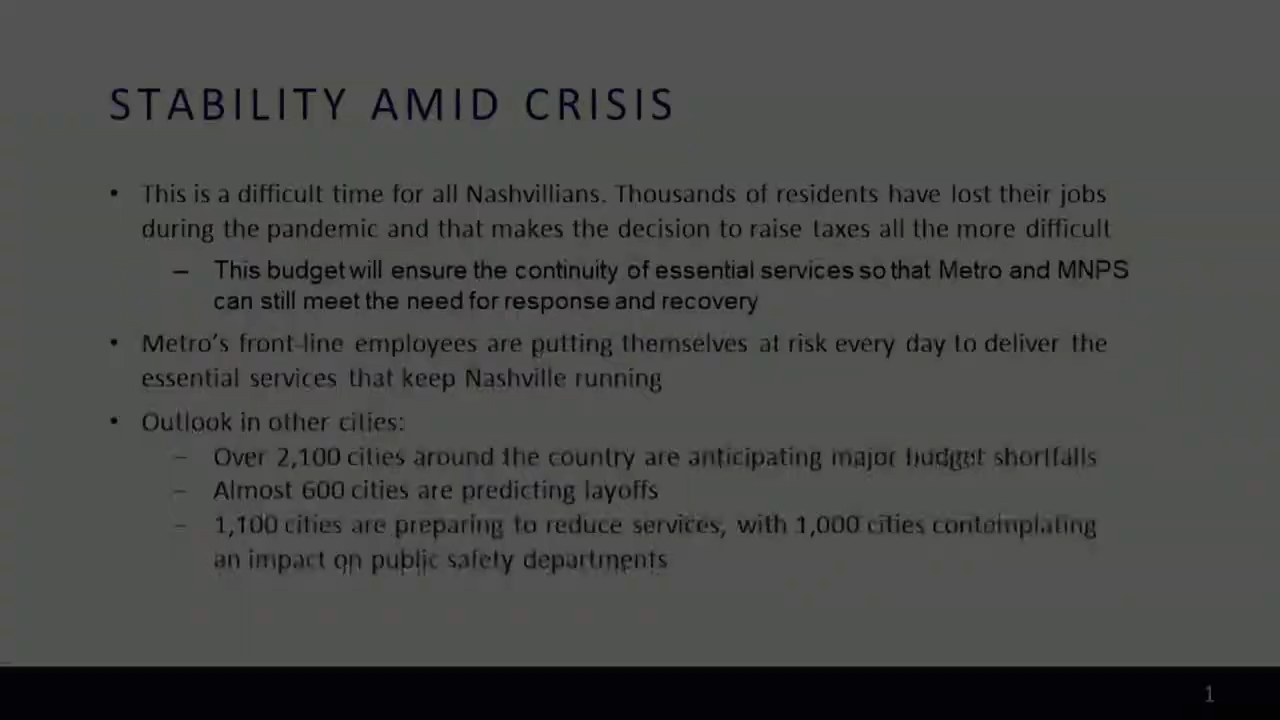 STABILITY AMID CRISIS
• This is a difficult time for all Nashvillians. Thousands of residents have lost their jobs
during the pandemic and that makes the decision to raise taxes all the more difficult
– This budget will ensure the continuity of essential services so that Metro and MNPS
can still meet the need for response and recovery
• Metro's front-line employees are putting themselves at risk every day to deliver the
essential services that keep Nashville running
• Outlook in other cities:
– Over 2,100 cities around the country are anticipating major budget shortfalls
– Almost 600 cities are predicting layoffs
– 1,100 cities are preparing to reduce services, with 1,000 cities contemplating
an impact on public safety departments
1